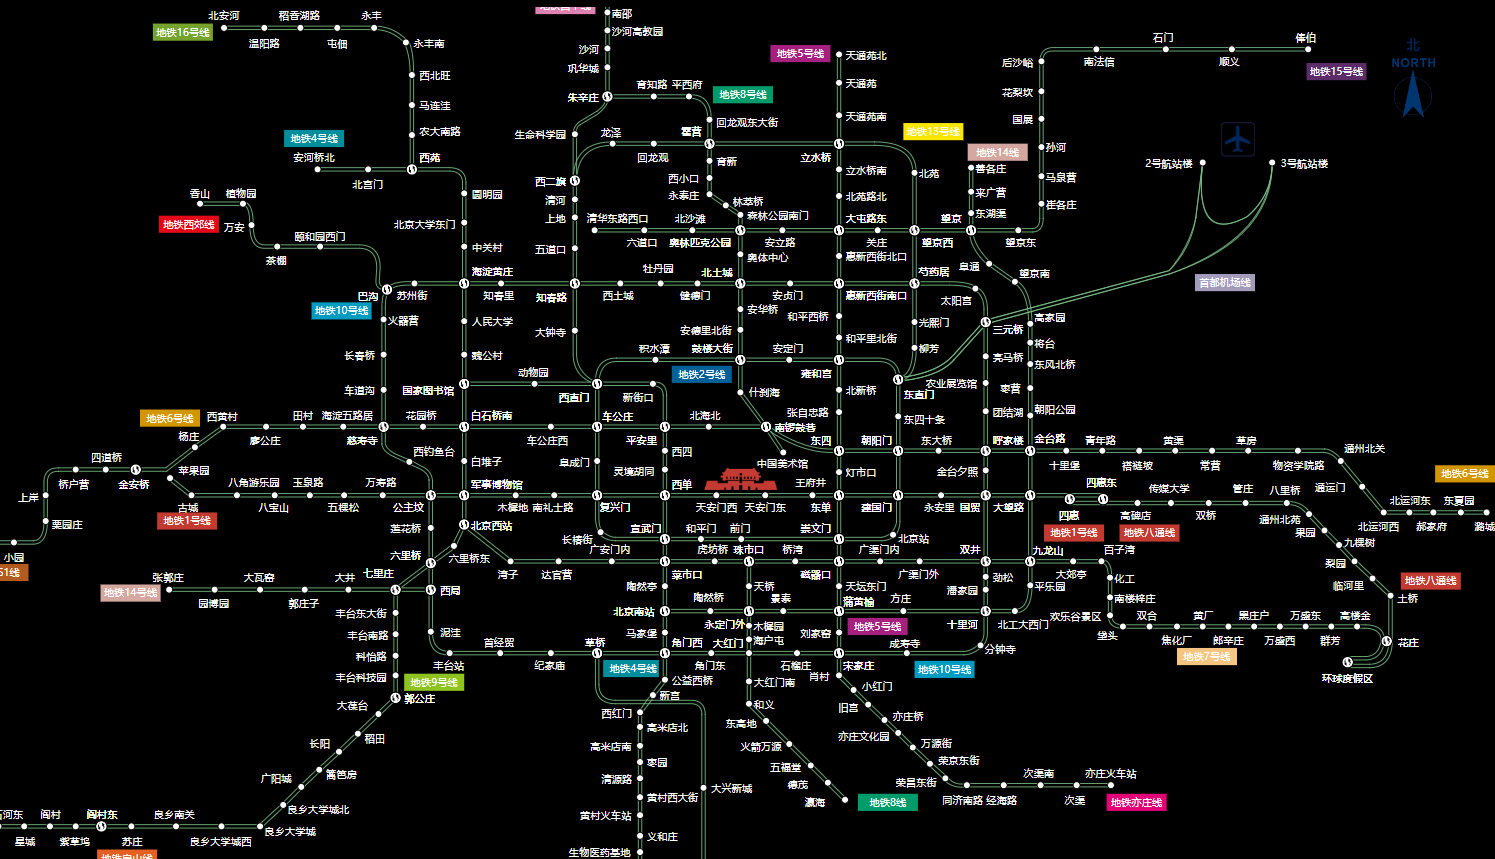 北安河
稻香湖路
永丰
地铁16号线
温阳路
屯佃
永丰南
西北旺
马连洼
农大南路
西苑
地铁4号线
安河桥北
北宫门
圆明园
北京大学东门
中关村
海淀黄庄
香山
植物园
地铁西郊线
万安
颐和园西门
茶棚
巴沟
苏州街
知春里
地铁10号线
火器营
人民大学
长春桥
魏公村
车道沟
国家图书馆
南邵
沙河高教园
沙河
巩华城
朱辛庄
育知路
平西府
地铁8号线
回龙观东大街
生命科学园
龙泽
霍营
回龙观
育新
西小口
永泰庄
林萃桥
西二旗
清河
上地
清华东路西口
北沙滩
森林公园南门
六道口
奥林匹克公园
安立路
五道口
奥体中心
牡丹园
北土城
知春路
西土城
健德门
安贞门
安华桥
大钟寺
安德里北街
积水潭
鼓楼大街
安定门
地铁2号线
地铁5号线
天通苑北
天通苑
天通苑南
立水桥
立水桥南
北苑路北
大屯路东
关庄
惠新西街北口
惠新西街南口
和平西桥
和平里北街
雍和宫
北新桥
张自忠路
地铁13号线
北苑
望京西
芍药居
光熙门
柳芳
东直门
地铁14线
善各庄
来广营
东湖渠
望京
望京东
阜通
望京南
太阳宫
三元桥
高家园
将台
东风北桥
亮马桥
农业展览馆
枣营
团结湖
朝阳公园
石门
俸伯
后沙峪
南法信
顺义
地铁15号线
花梨坎
国展
孙河
马泉营
崔各庄
北
NORTH
2号航站楼
3号航站楼
首都机场线
动物园
西直门
新街口
什刹海
地铁6号线
西黄村
田村
海淀五路居
花园桥
白石桥南
车公庄
北海北
南锣鼓巷
杨庄
廖公庄
慈寿寺
车公庄西
平安里
中国美术馆
东四
朝阳门
东四十条
东大桥
呼家楼
金台路
青年路
黄渠
草房
通州北关
十里堡
褡裢坡
常营
物资学院路
通运门
地铁6号线
北运河东
东夏园
北运河西
郝家府
潞城
四道桥
桥户营
金安桥
苹果园
上岸
栗园庄
小园
古城
地铁1号线
八角游乐园
玉泉路
万寿路
八宝山
五棵松
公主坟
西钓鱼台
白堆子
军事博物馆
木樨地
南礼士路
复兴门
阜成门
西四
灵境胡同
西单
天安门西
天安门东
王府井
东单
灯市口
建国门
金台夕照
永安里
国贸
大望路
四惠
四惠东
地铁1号线
地铁八通线
高碑店
传媒大学
双桥
管庄
八里桥
通州北苑
果园
九棵树
梨园
临河里
地铁八通线
土桥
莲花桥
北京西站
六里桥
六里桥东
七里庄
长椿街
宣武门
和平门
前门
崇文门
北京站
湾子
达官营
广安门内
菜市口
虎坊桥
珠市口
桥湾
磁器口
广渠门内
广渠门外
双井
九龙山
大郊亭
百子湾
化工
南楼梓庄
欢乐谷景区
垡头
双合
焦化厂
黄厂
郎辛庄
黑庄户
万盛西
万盛东
群芳
高楼金
花庄
环球度假区
地铁7号线
张郭庄
大瓦窑
大井
地铁14号线
园博园
郭庄子
西局
丰台东大街
丰台南路
科怡路
丰台科技园
地铁9号线
郭公庄
泥洼
丰台站
首经贸
纪家庙
草桥
陶然亭
北京南站
马家堡
角门西
地铁4号线
公益西桥
天桥
陶然桥
景泰
永定门外
木樨园
海户屯
大红门
角门东
石榴庄
天坛东门
蒲黄榆
方庄
地铁5号线
刘家窑
宋家庄
成寿寺
地铁10号线
分钟寺
十里河
潘家园
劲松
平乐园
北工大西门
大葆台
稻田
长阳
篱笆房
广阳城
良乡大学城北
良乡大学城
良乡大学城西
良乡南关
苏庄
阎村东
阎村
紫草坞
星城
新宫
西红门
高米店北
高米店南
枣园
清源路
黄村西大街
黄村火车站
义和庄
生物医药基地
大兴新城
大红门南
和义
东高地
火箭万源
五福堂
德茂
瀛海
地铁8线
肖村
小红门
旧宫
亦庄桥
亦庄文化园
万源街
荣京东街
荣昌东街
同济南路
经海路
次渠南
次渠
亦庄火车站
地铁亦庄线